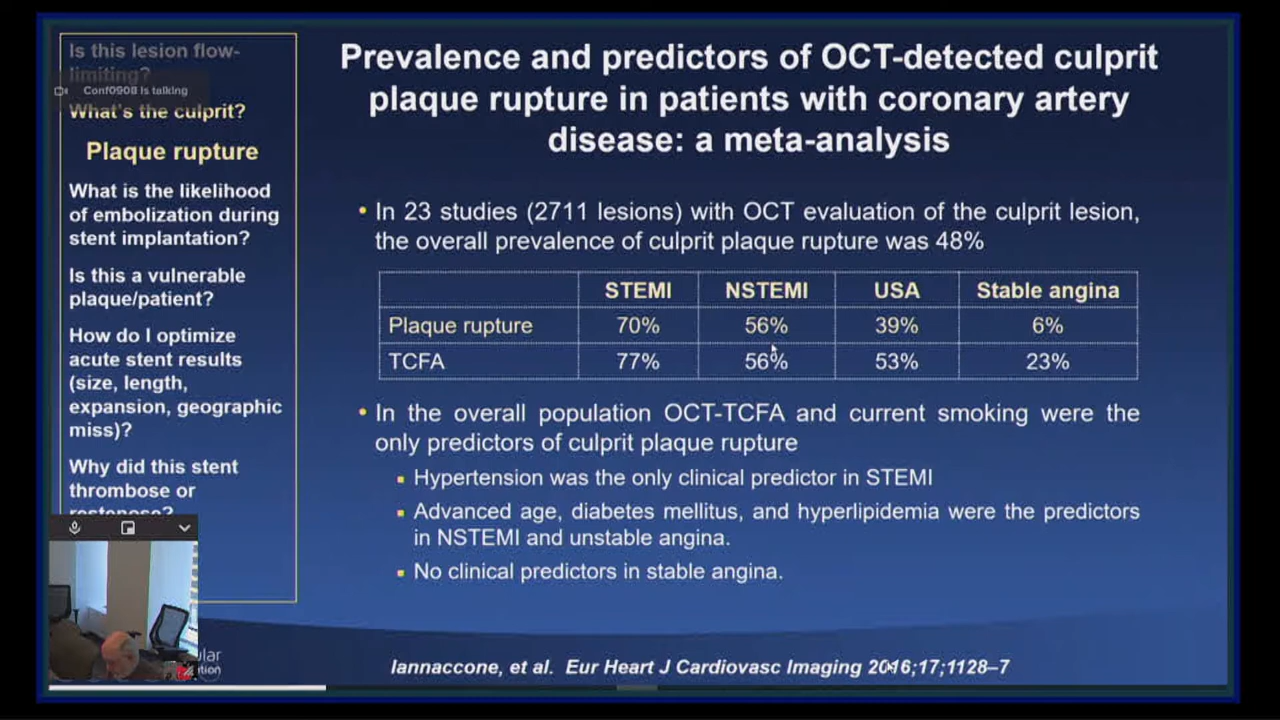 Is this lesion flow-
limiting?
Conf0908 is talking
What's the culprit?
Plaque rupture
What is the likelihood
of embolization during
stent implantation?
Is this a vulnerable
plaque/patient?
How do I optimize
acute stent results
(size, length,
expansion, geographic
miss)?
Why did this stent
thrombose or
restenose?
Prevalence and predictors of OCT-detected culprit
plaque rupture in patients with coronary artery
disease: a meta-analysis
• In 23 studies (2711 lesions) with OCT evaluation of the culprit lesion,
the overall prevalence of culprit plaque rupture was 48%
STEMI NSTEMI USA Stable angina
Plaque rupture 70% 56% 39% 6%
TCFA 77% 56% 53% 23%
• In the overall population OCT-TCFA and current smoking were the
only predictors of culprit plaque rupture
▪ Hypertension was the only clinical predictor in STEMI
▪ Advanced age, diabetes mellitus, and hyperlipidemia were the predictors
in NSTEMI and unstable angina.
▪ No clinical predictors in stable angina.
Iannaccone, et al. Eur Heart J Cardiovasc Imaging 2016;17;1128–7